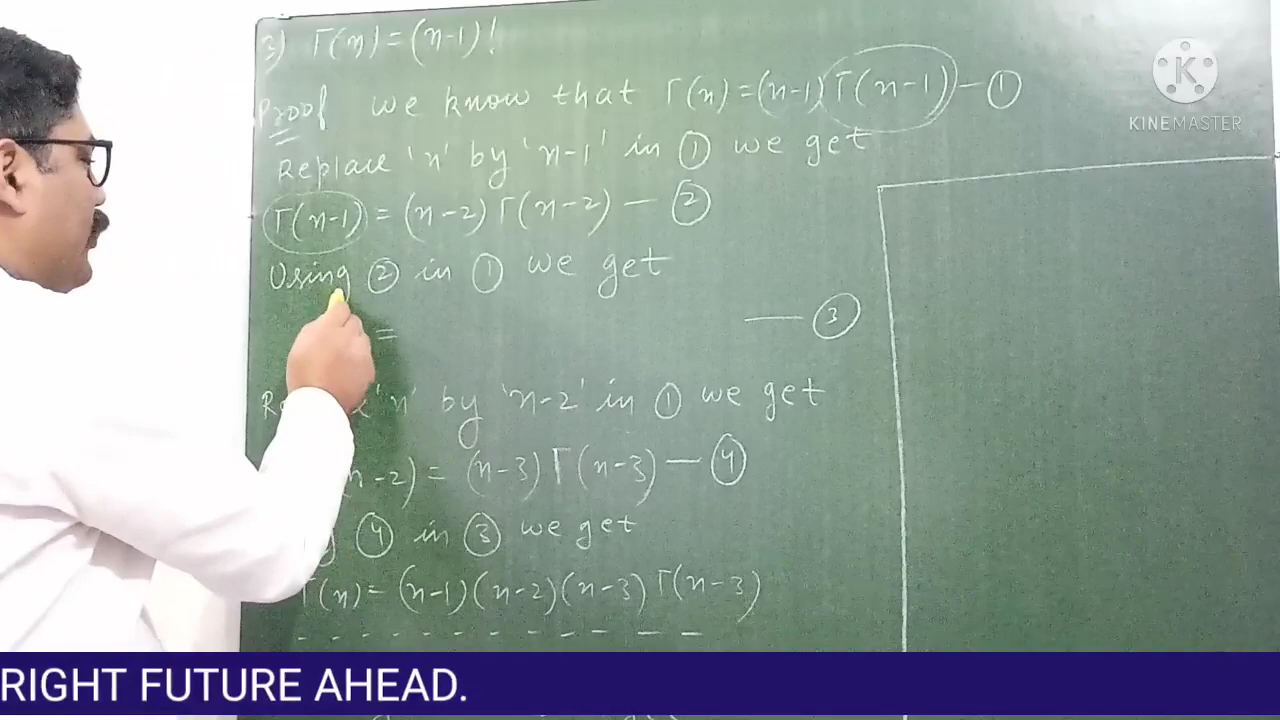 3) Γ(n) = (n-1)!
Proof we know that Γ(n) = (n-1) Γ(n-1) — ①
Replace 'n' by 'n-1' in ① we get
Γ(n-1) = (n-2) Γ(n-2) — ②
Using ② in ① we get
= — ③
'n' by 'n-2' in ① we get
n-2) = (n-3) Γ(n-3) — ④
④ in ③ we get
Γ(n) = (n-1)(n-2)(n-3) Γ(n-3)
- - - - - - - - - - - -
K
KINEMASTER
RIGHT FUTURE AHEAD.